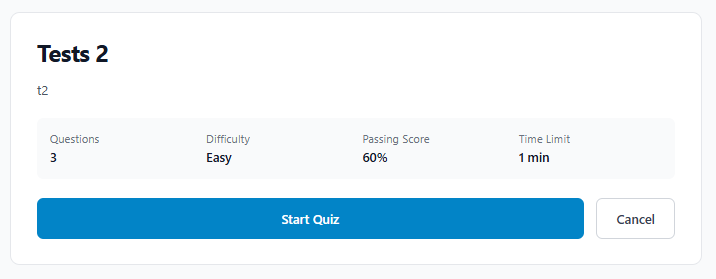 Tests 2
t2
Questions Difficulty Passing Score Time Limit
3 Easy 60% 1 min
Start Quiz Cancel